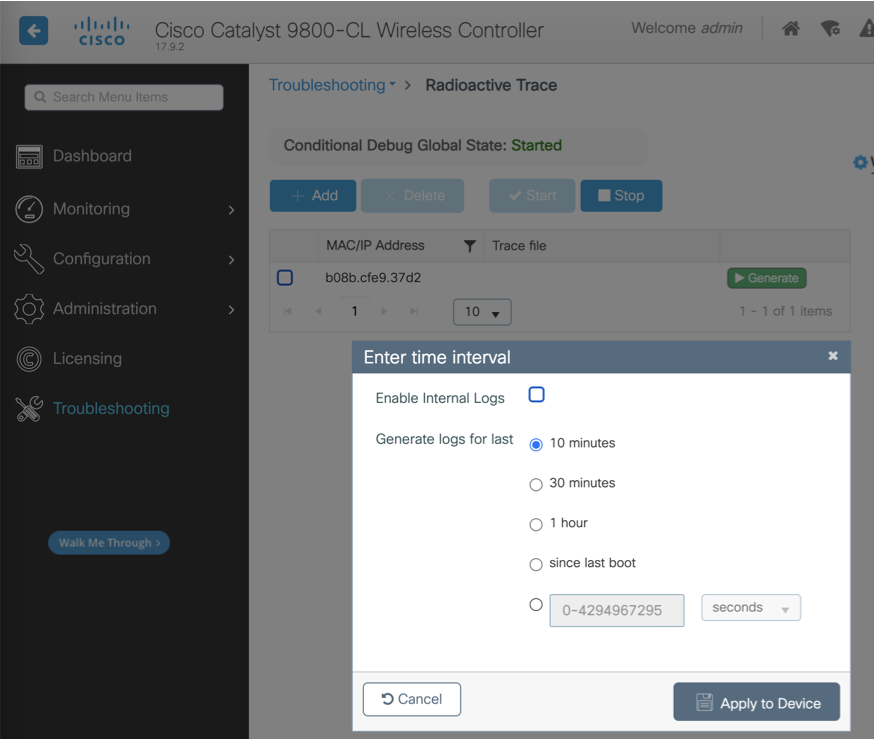 CISCO
Cisco Catalyst 9800-CL Wireless Controller
17.9.2
Welcome admin
Search Menu Items
Dashboard
Monitoring
Configuration
Administration
Licensing
Troubleshooting
Walk Me Through >
Troubleshooting > Radioactive Trace
Conditional Debug Global State: Started
+ Add × Delete ✔ Start Stop
MAC/IP Address Trace file
b08b.cfe9.37d2 Generate
1 10 1 - 1 of 1 items
Enter time interval
Enable Internal Logs
Generate logs for last
10 minutes
30 minutes
1 hour
since last boot
0-4294967295 seconds
Cancel Apply to Device